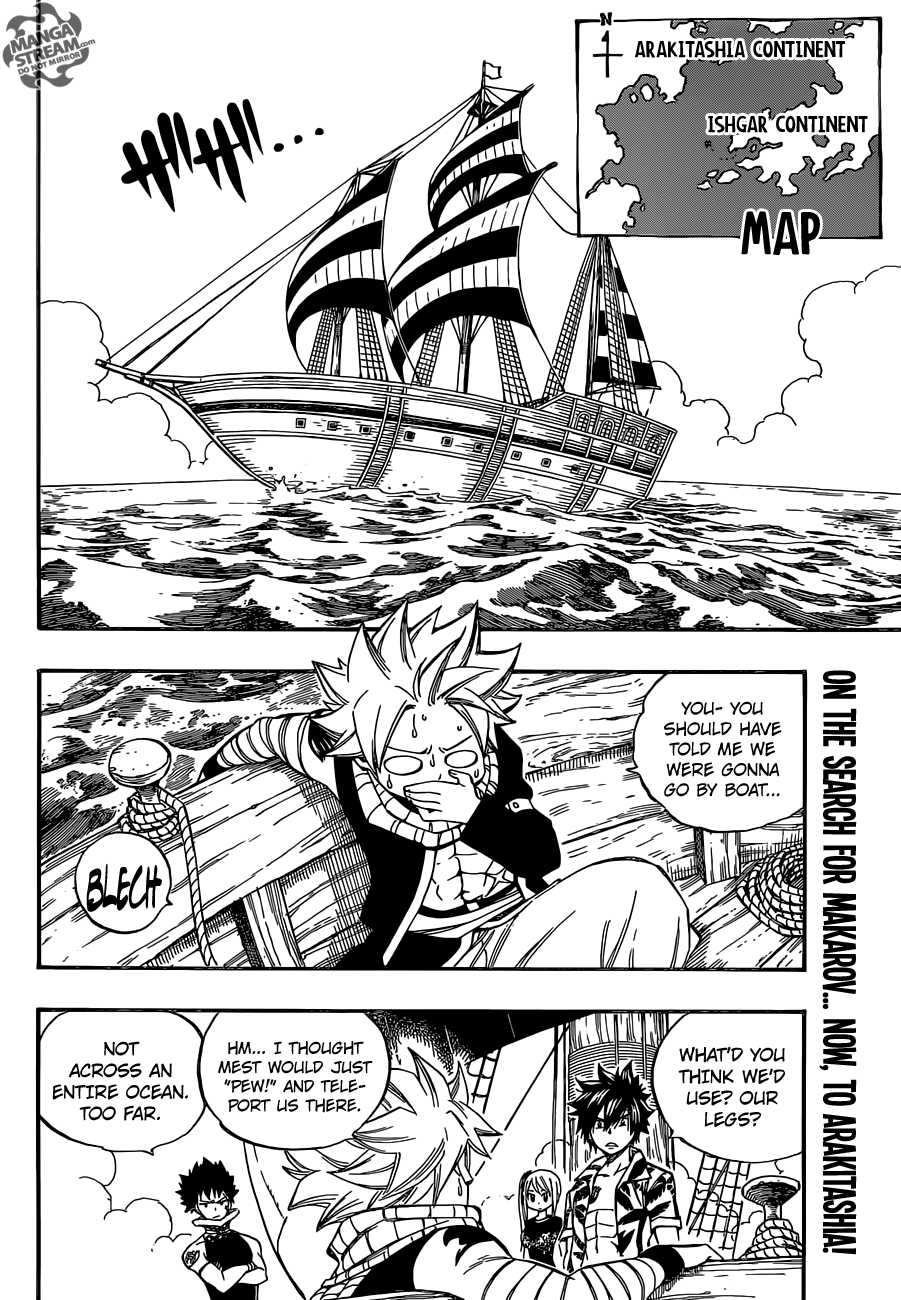 MANGA
STREAM.com
DO NOT MIRROR!
N
ARAKITASHIA CONTINENT
ISHGAR CONTINENT
MAP
ザザ...
ON THE SEARCH FOR MAKAROV... NOW, TO ARAKITASHIA!
YOU- YOU
SHOULD HAVE
TOLD ME WE
WERE GONNA
GO BY BOAT...
BLECH
WHAT'D YOU
THINK WE'D
USE? OUR
LEGS?
HM... I THOUGHT
MEST WOULD JUST
"PEW!" AND TELE-
PORT US THERE.
NOT
ACROSS AN
ENTIRE OCEAN.
TOO FAR.